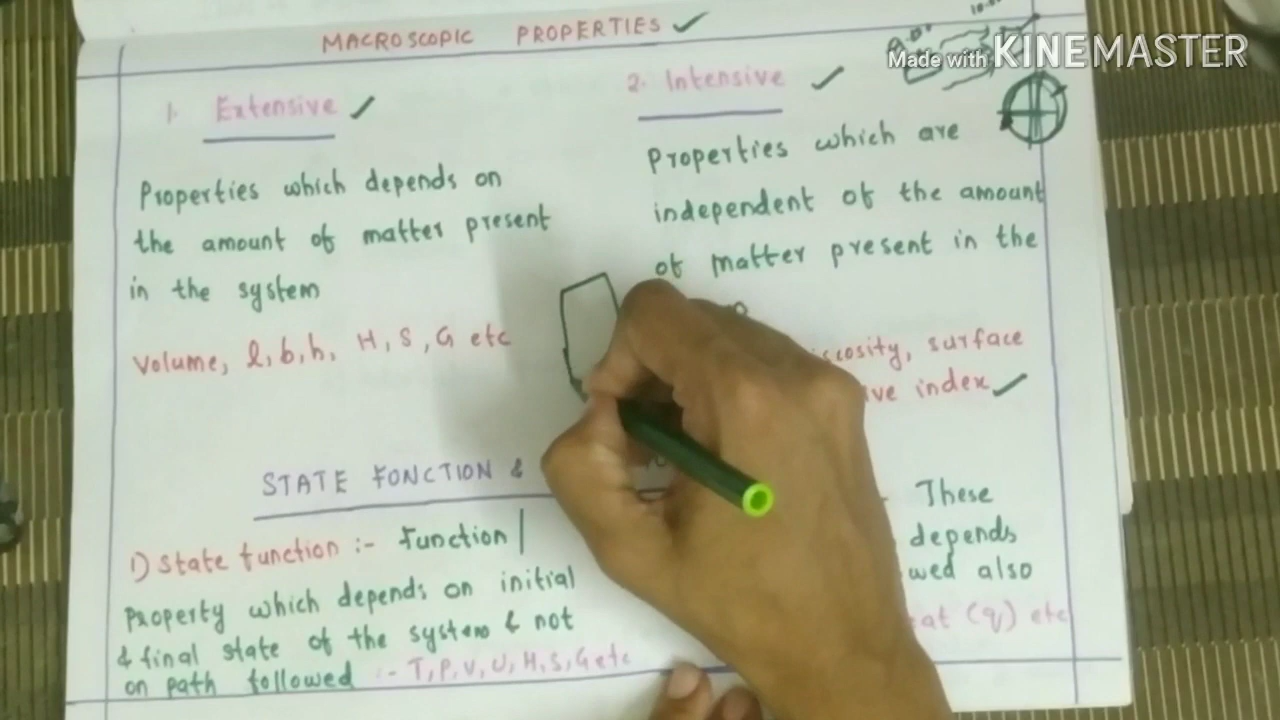 MACROSCOPIC PROPERTIES
Made with KINEMASTER
1. Extensive
Properties which depends on
the amount of matter present
in the system
Volume, l, b, h, H, S, G etc
2. Intensive
Properties which are
independent of the amount
of matter present in the
surface
index
STATE FONCTION &
1) State function :- Function /
Property which depends on initial
& final state of the system & not
on path followed :- T, P, V, U, H, S, G etc
These
depends
also
(q) etc